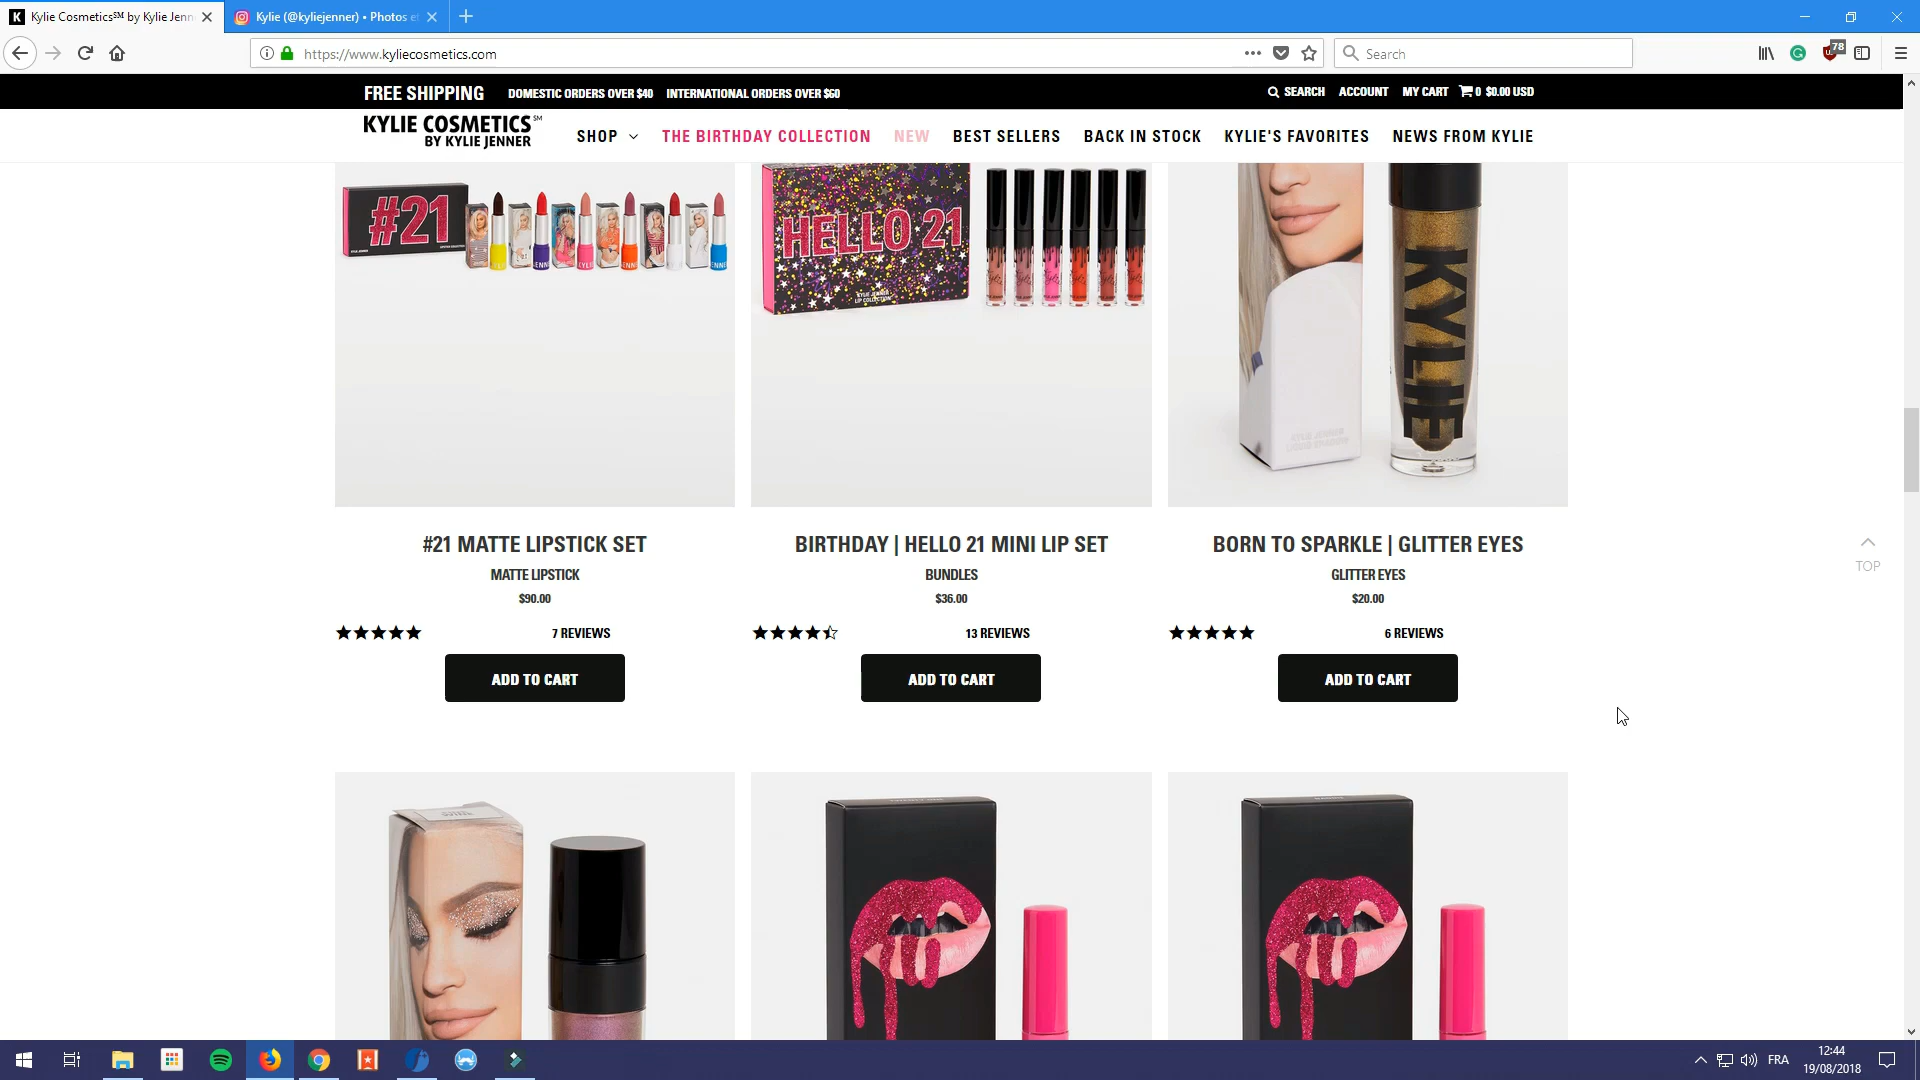 Kylie Cosmetics℠ by Kylie Jenn
Kylie (@kyliejenner) • Photos et
https://www.kyliecosmetics.com
Search
78
FREE SHIPPING DOMESTIC ORDERS OVER $40 INTERNATIONAL ORDERS OVER $60
SEARCH ACCOUNT MY CART 0 $0.00 USD
KYLIE COSMETICS℠
BY KYLIE JENNER
SHOP THE BIRTHDAY COLLECTION NEW BEST SELLERS BACK IN STOCK KYLIE'S FAVORITES NEWS FROM KYLIE
#21
HELLO 21
KYLIE JENNER
LIP COLLECTION
KYLIE
#21 MATTE LIPSTICK SET
MATTE LIPSTICK
$90.00
7 REVIEWS
ADD TO CART
BIRTHDAY | HELLO 21 MINI LIP SET
BUNDLES
$36.00
13 REVIEWS
ADD TO CART
BORN TO SPARKLE | GLITTER EYES
GLITTER EYES
$20.00
6 REVIEWS
ADD TO CART
TOP
FRA
12:44
19/08/2018